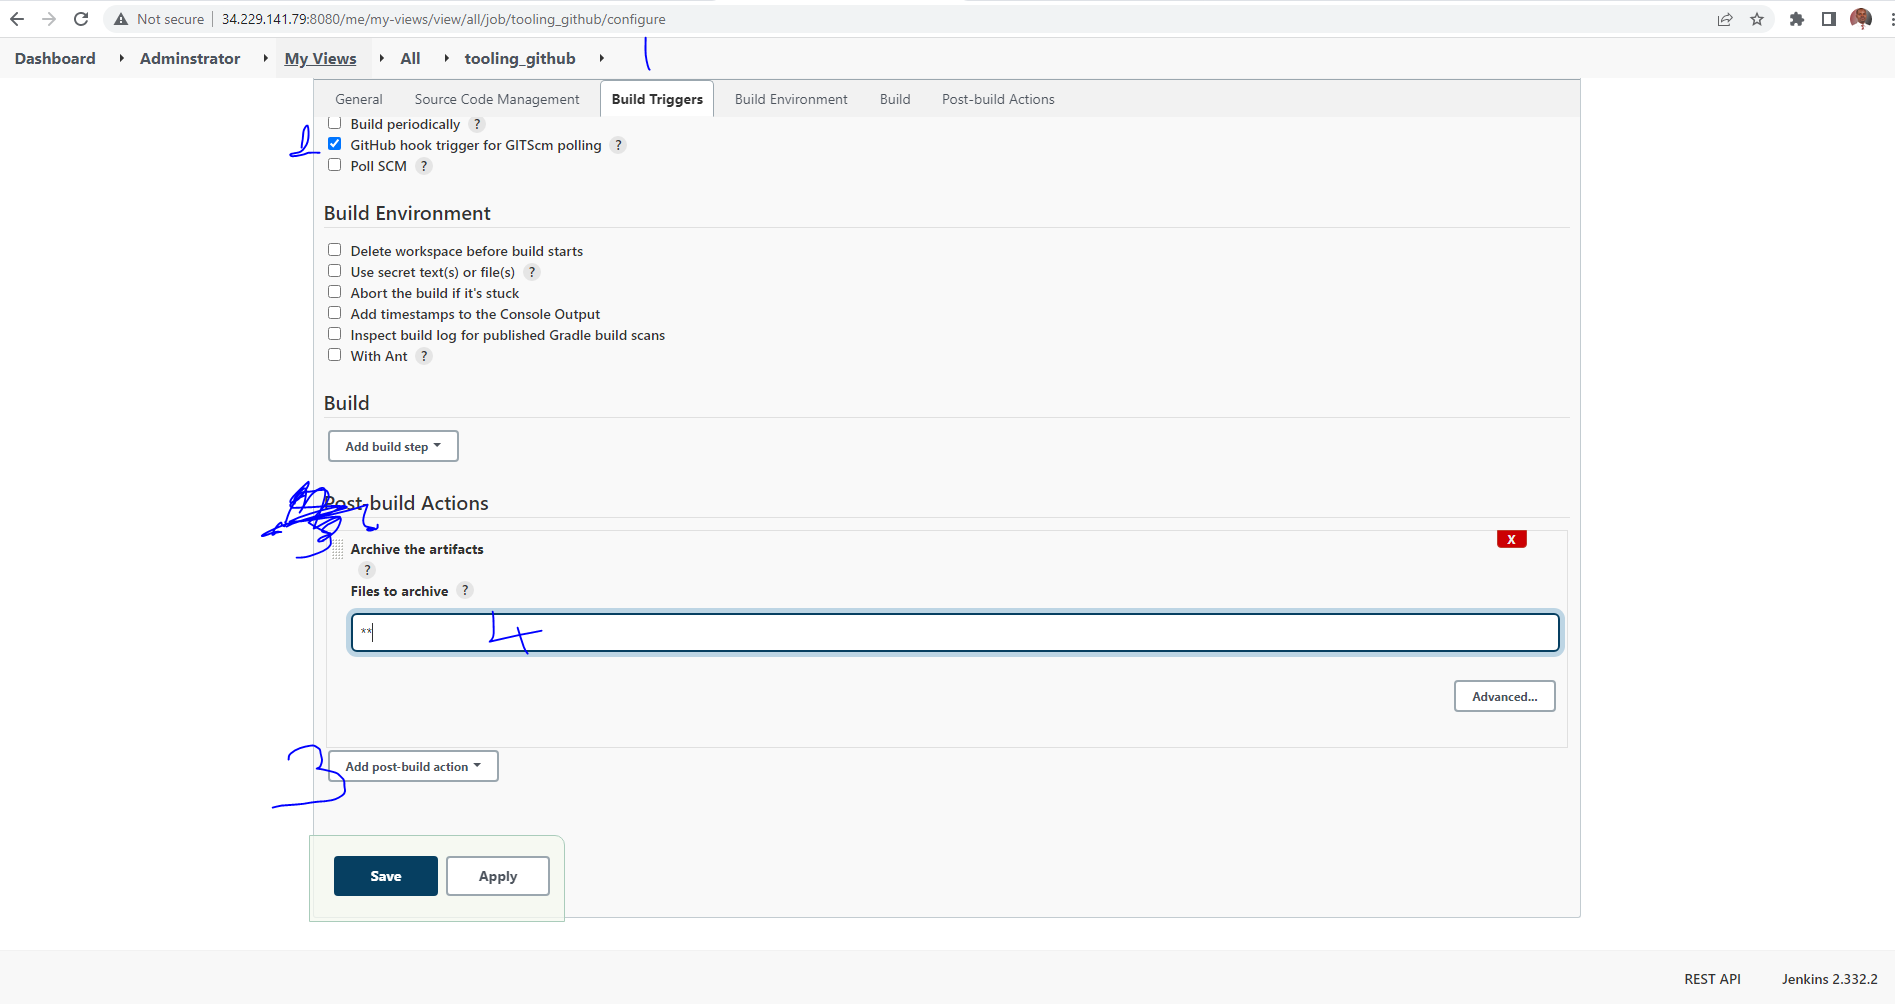 Not secure | 34.229.141.79:8080/me/my-views/view/all/job/tooling_github/configure
Dashboard Adminstrator My Views All tooling_github
1
General Source Code Management Build Triggers Build Environment Build Post-build Actions
Build periodically ?
GitHub hook trigger for GITScm polling ?
Poll SCM ?
Build Environment
Delete workspace before build starts
Use secret text(s) or file(s) ?
Abort the build if it's stuck
Add timestamps to the Console Output
Inspect build log for published Gradle build scans
With Ant ?
Build
Add build step
Post-build Actions
Archive the artifacts
X
?
Files to archive ?
**
4
Advanced...
3
Add post-build action
Save Apply
REST API Jenkins 2.332.2